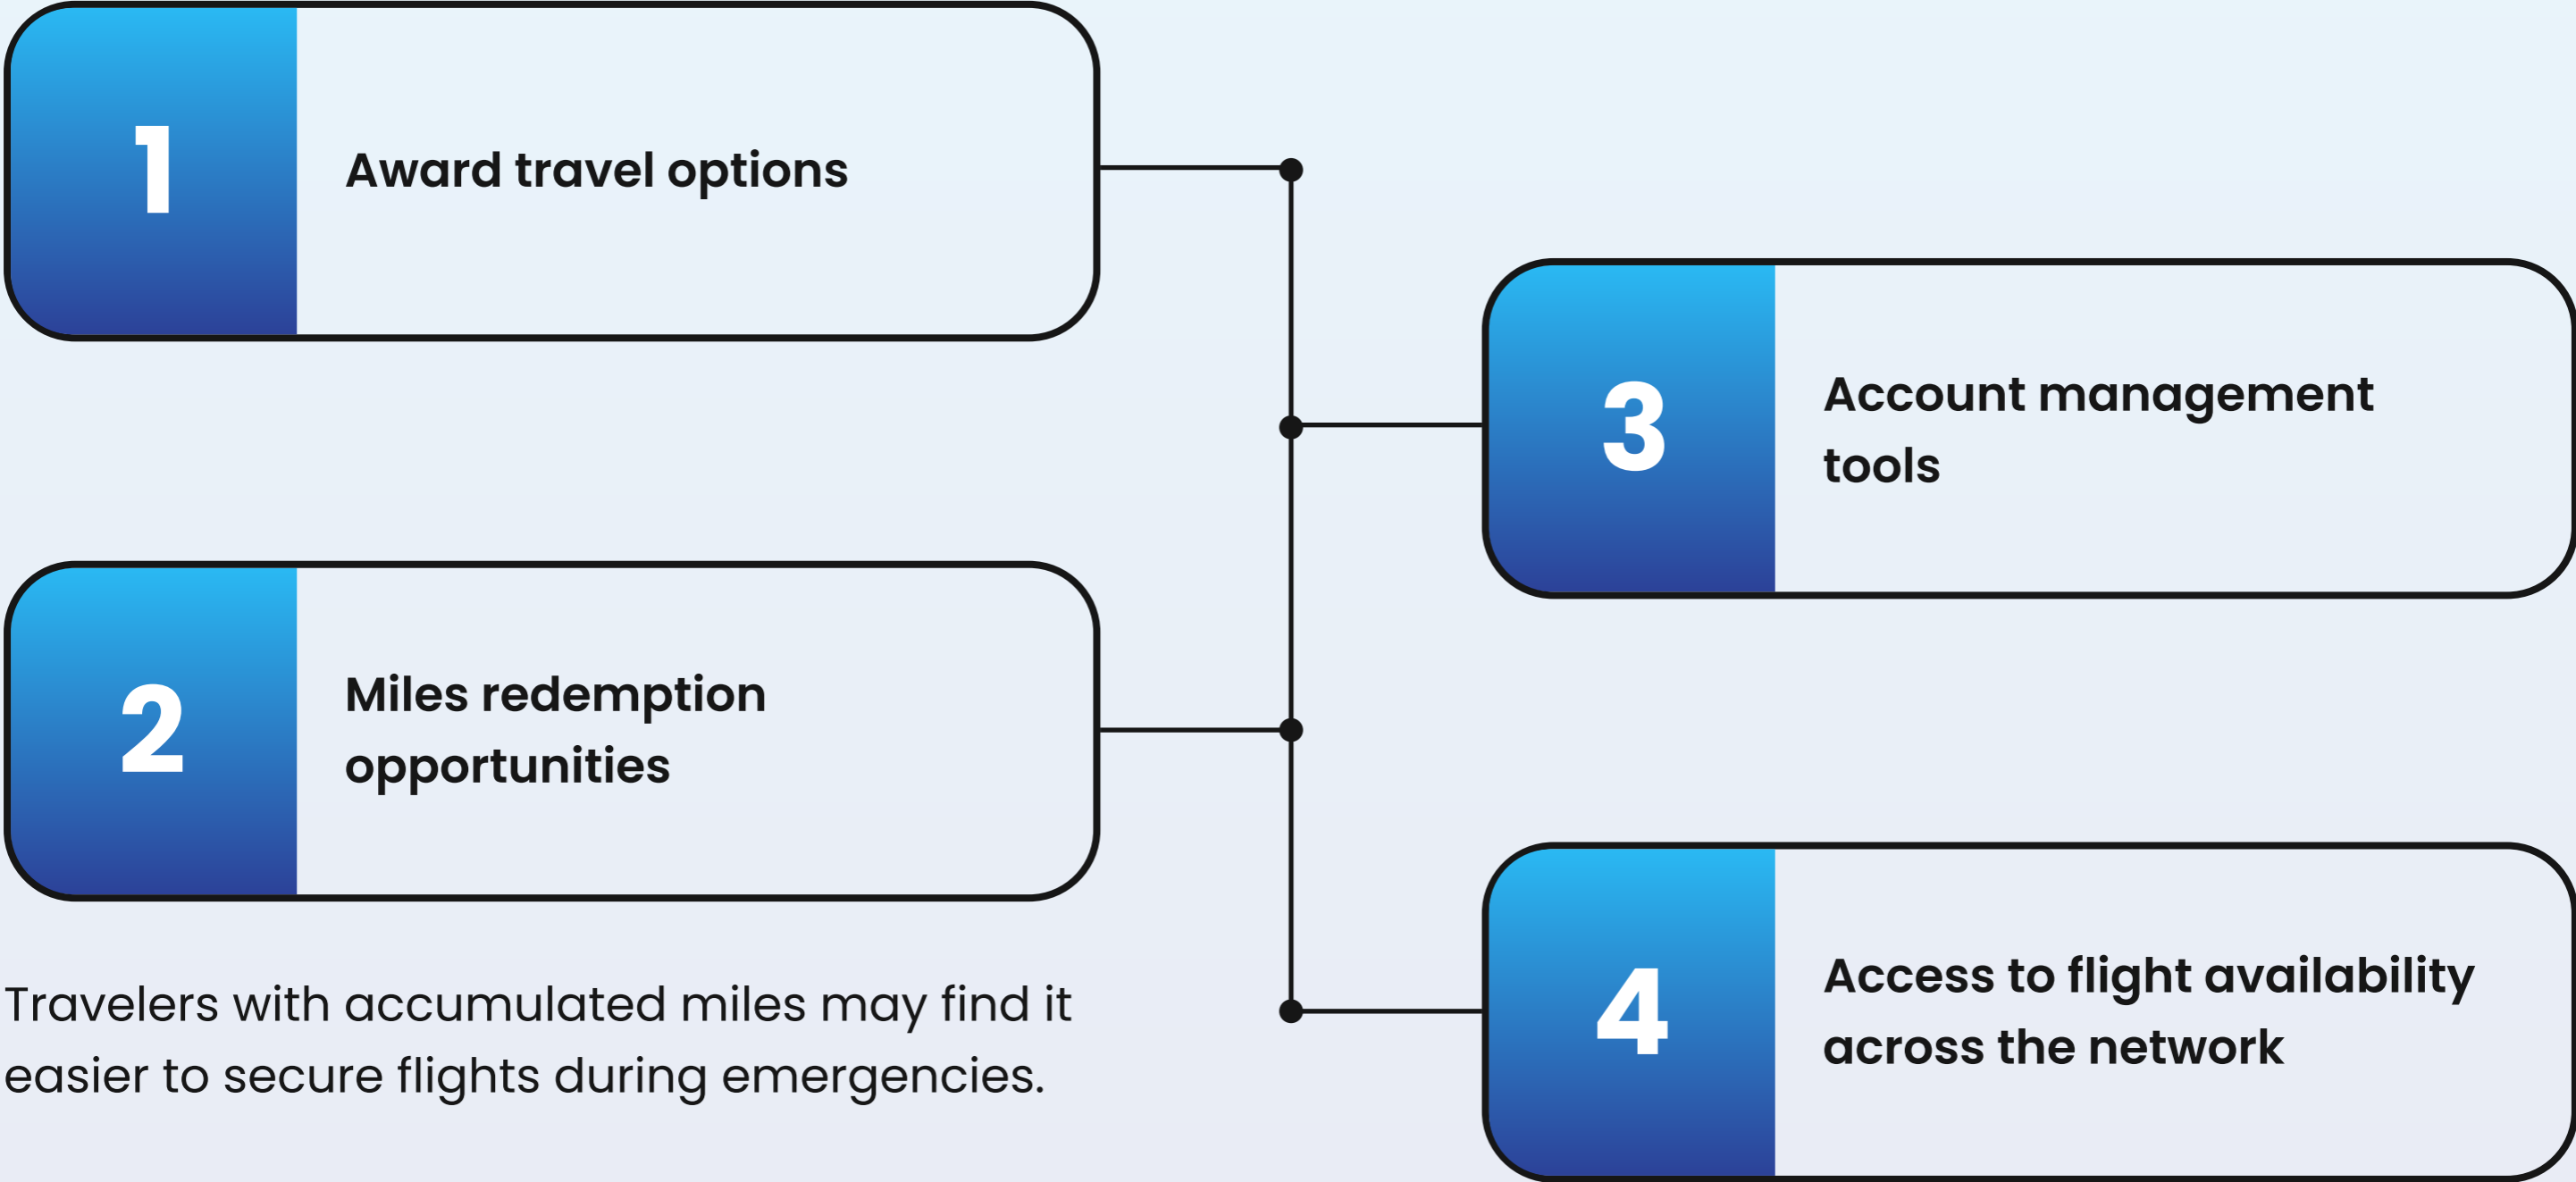 1
Award travel options
2
Miles redemption
opportunities
Travelers with accumulated miles may find it
easier to secure flights during emergencies.
3
Account management
tools
4
Access to flight availability
across the network